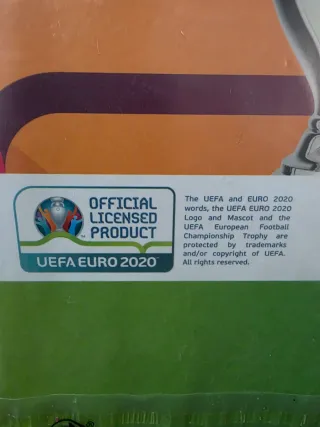 OFFICIAL
LICENSED
PRODUCT
UEFA EURO 2020
The UEFA and EURO 2020
words, the UEFA EURO 2020
Logo and Mascot and the
UEFA European Football
Championship Trophy are
protected by trademarks
and/or copyright of UEFA.
All rights reserved.